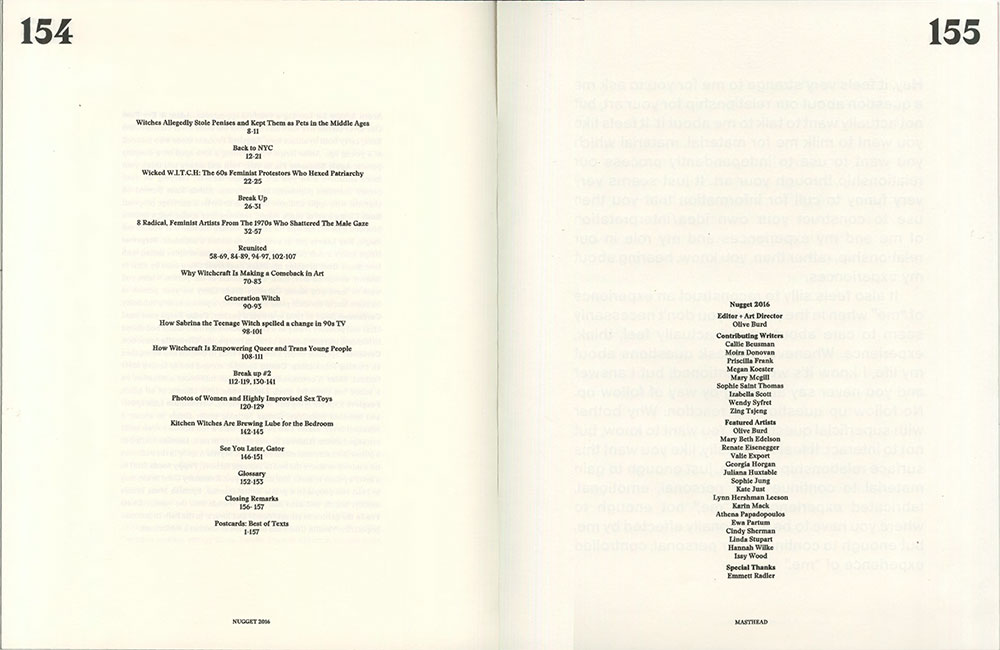 154
Witches Allegedly Stole Penises and Kept Them as Pets in the Middle Ages
8-11
Back to NYC
12-21
Wicked W.I.T.C.H: The 60s Feminist Protestors Who Hexed Patriarchy
22-25
Break Up
26-31
8 Radical, Feminist Artists From The 1970s Who Shattered The Male Gaze
32-57
Reunited
58-69, 84-89, 94-97, 102-107
Why Witchcraft Is Making a Comeback in Art
70-83
Generation Witch
90-93
How Sabrina the Teenage Witch spelled a change in 90s TV
98-101
How Witchcraft Is Empowering Queer and Trans Young People
108-111
Break up #2
112-119, 130-141
Photos of Women and Highly Improvised Sex Toys
120-129
Kitchen Witches Are Brewing Lube for the Bedroom
142-145
See You Later, Gator
146-151
Glossary
152-153
Closing Remarks
156- 157
Postcards: Best of Texts
1-157
NUGGET 2016
155
Nugget 2016
Editor + Art Director
Olive Burd
Contributing Writers
Callie Beusman
Moira Donovan
Priscilla Frank
Megan Koester
Mary Mcgill
Sophie Saint Thomas
Izabella Scott
Wendy Syfret
Zing Tsjeng
Featured Artists
Olive Burd
Mary Beth Edelson
Renate Eisenegger
Valie Export
Georgia Horgan
Juliana Huxtable
Sophie Jung
Kate Just
Lynn Hershman Leeson
Karin Mack
Athena Papadopoulos
Ewa Partum
Cindy Sherman
Linda Stupart
Hannah Wilke
Issy Wood
Special Thanks
Emmett Radler
MASTHEAD